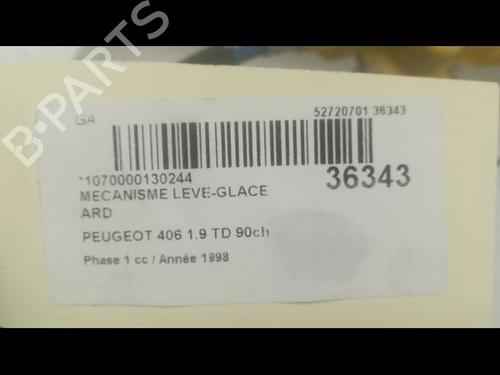 GA
52720701 36343
*1070000130244
36343
MECANISME LEVE-GLACE
ARD
PEUGEOT 406 1.9 TD 90ch
Phase 1 cc / Année 1998
B-PARTS